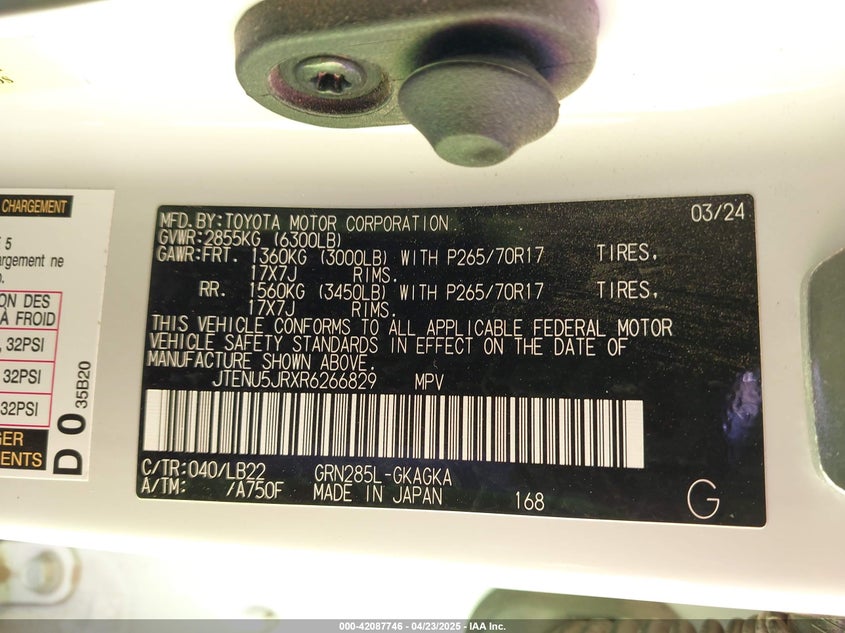 CHARGEMENT
5
argement ne
ON DES
À FROID
, 32PSI
32PSI
32PSI
GER
MENTS
D O 35B20
MFD.BY:TOYOTA MOTOR CORPORATION 03/24
GVWR:2855KG (6300LB)
GAWR:FRT. 1360KG (3000LB) WITH P265/70R17 TIRES,
17X7J RIMS.
RR. 1560KG (3450LB) WITH P265/70R17 TIRES,
17X7J RIMS.
THIS VEHICLE CONFORMS TO ALL APPLICABLE FEDERAL MOTOR
VEHICLE SAFETY STANDARDS IN EFFECT ON THE DATE OF
MANUFACTURE SHOWN ABOVE.
JTENU5JRXR6266829 MPV
C/TR:040/LB22 GRN285L-GKAGKA
A/TM: /A750F MADE IN JAPAN 168 G
000-42087746 - 04/23/2025 - IAA Inc.